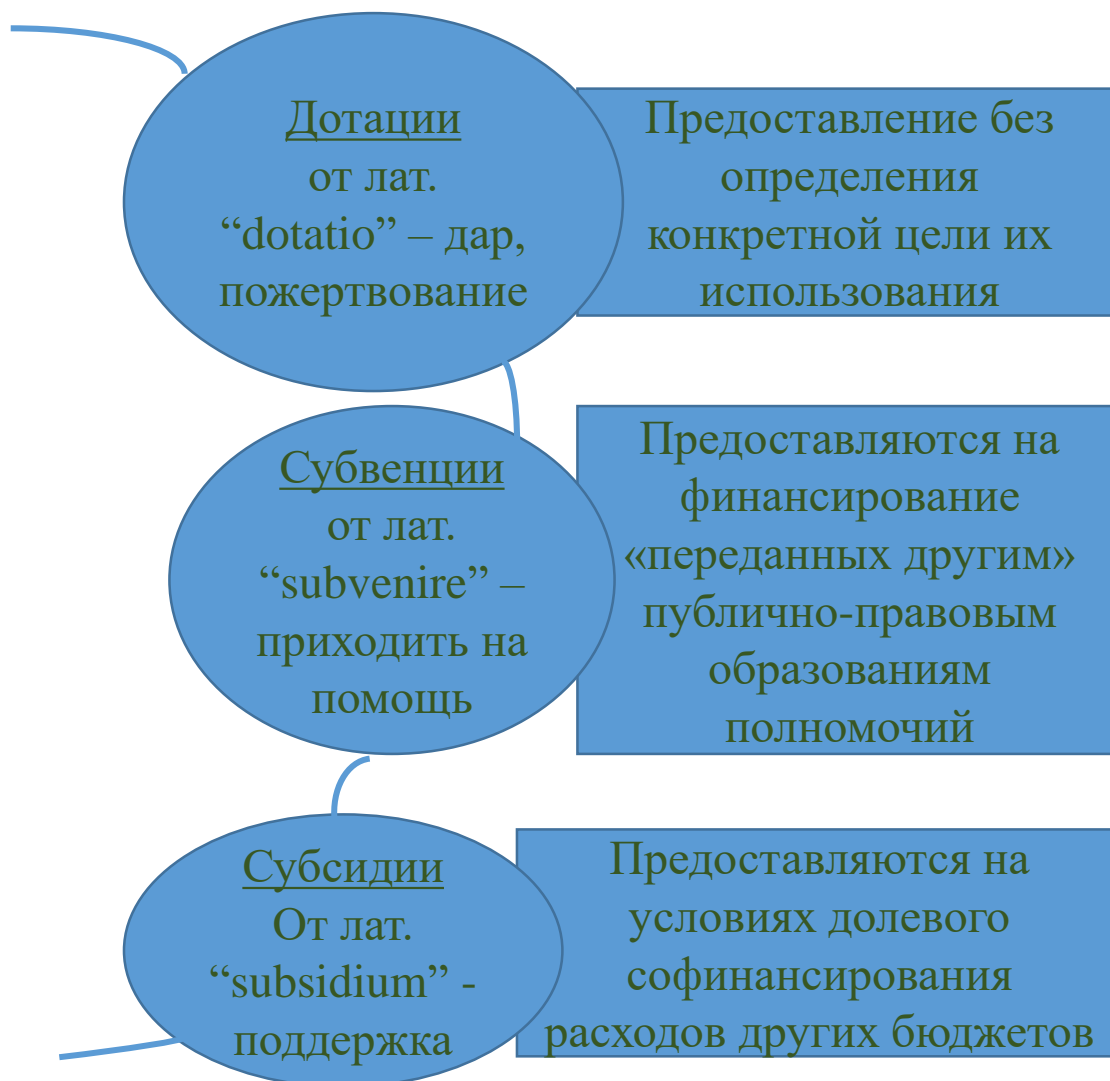 Дотации
от лат.
“dotatio” – дар,
пожертвование
Предоставление без
определения
конкретной цели их
использования
Субвенции
от лат.
“subvenire” –
приходить на
помощь
Предоставляются на
финансирование
«переданных другим»
публично-правовым
образованиям
полномочий
Субсидии
От лат.
“subsidium” -
поддержка
Предоставляются на
условиях долевого
софинансирования
расходов других бюджетов